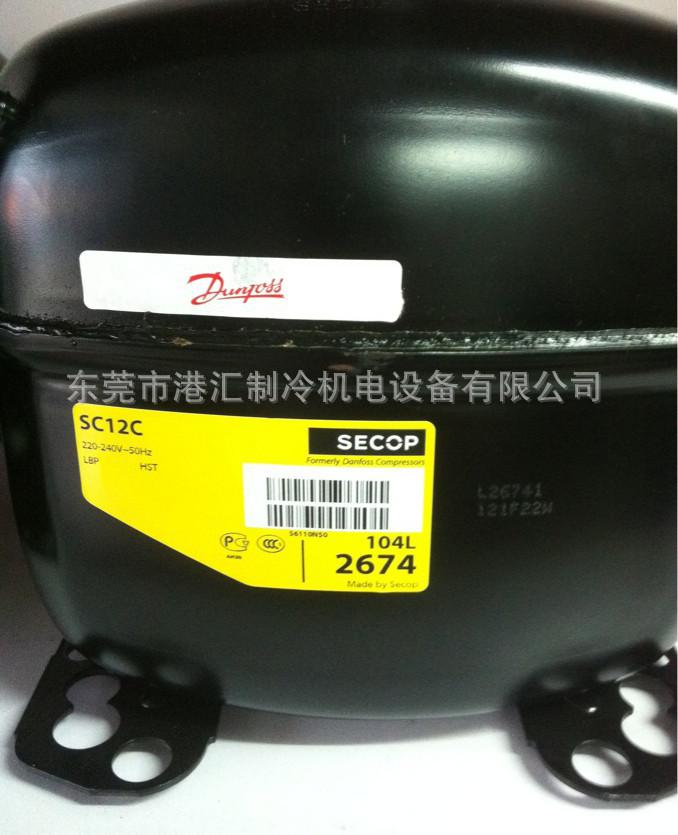 Danfoss
东莞市港汇制冷机电设备有限公司
SC12C
220-240V~50Hz
LBP HST
SECOP
Formerly Danfoss Compressors
S6110N50
104L
2674
Made by Secop
L26741
121F22W